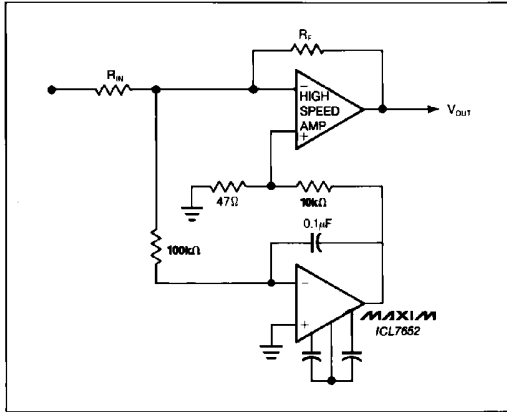 R_F
R_IN
−
HIGH
SPEED
AMP
+
V_OUT
47Ω
10kΩ
0.1μF
100kΩ
−
+
MAXIM
ICL7652